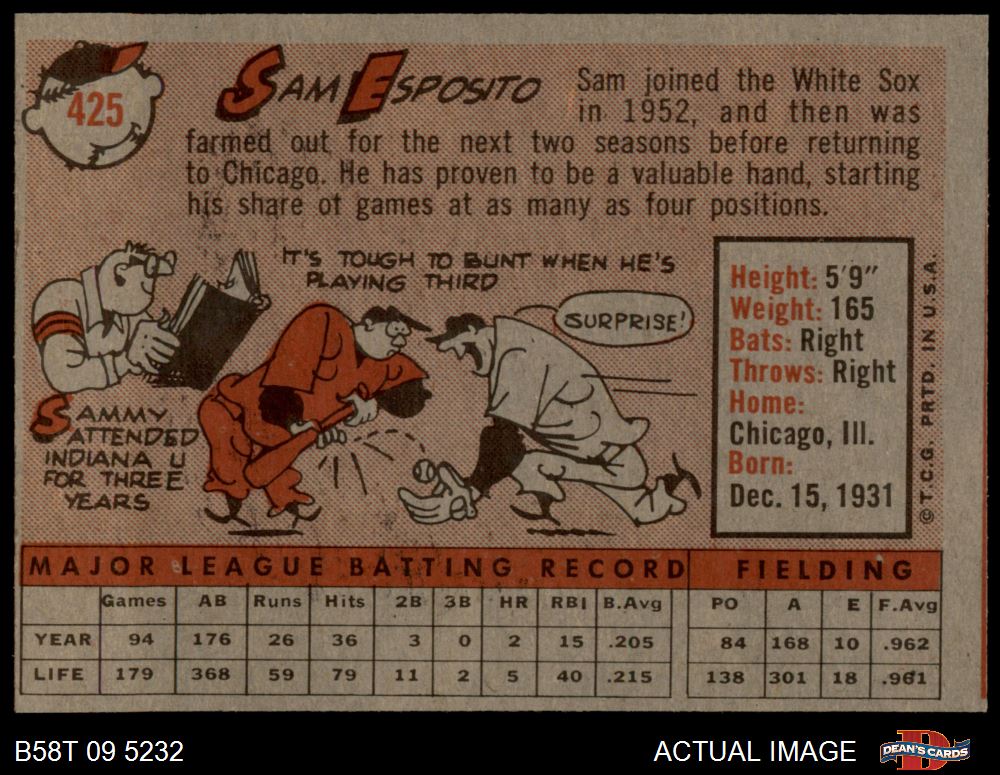 425
SAM ESPOSITO
Sam joined the White Sox
in 1952, and then was
farmed out for the next two seasons before returning
to Chicago. He has proven to be a valuable hand, starting
his share of games at as many as four positions.
IT'S TOUGH TO BUNT WHEN HE'S
PLAYING THIRD
SURPRISE!
SAMMY
ATTENDED
INDIANA U
FOR THREE
YEARS
Height: 5'9"
Weight: 165
Bats: Right
Throws: Right
Home:
Chicago, Ill.
Born:
Dec. 15, 1931
© T.C.G. PRTD. IN U.S.A.
MAJOR LEAGUE BATTING RECORD FIELDING
Games AB Runs Hits 2B 3B HR RBI B.Avg PO A E F.Avg
YEAR 94 176 26 36 3 0 2 15 .205 84 168 10 .962
LIFE 179 368 59 79 11 2 5 40 .215 138 301 18 .961
B58T 09 5232 ACTUAL IMAGE DEAN'S CARDS